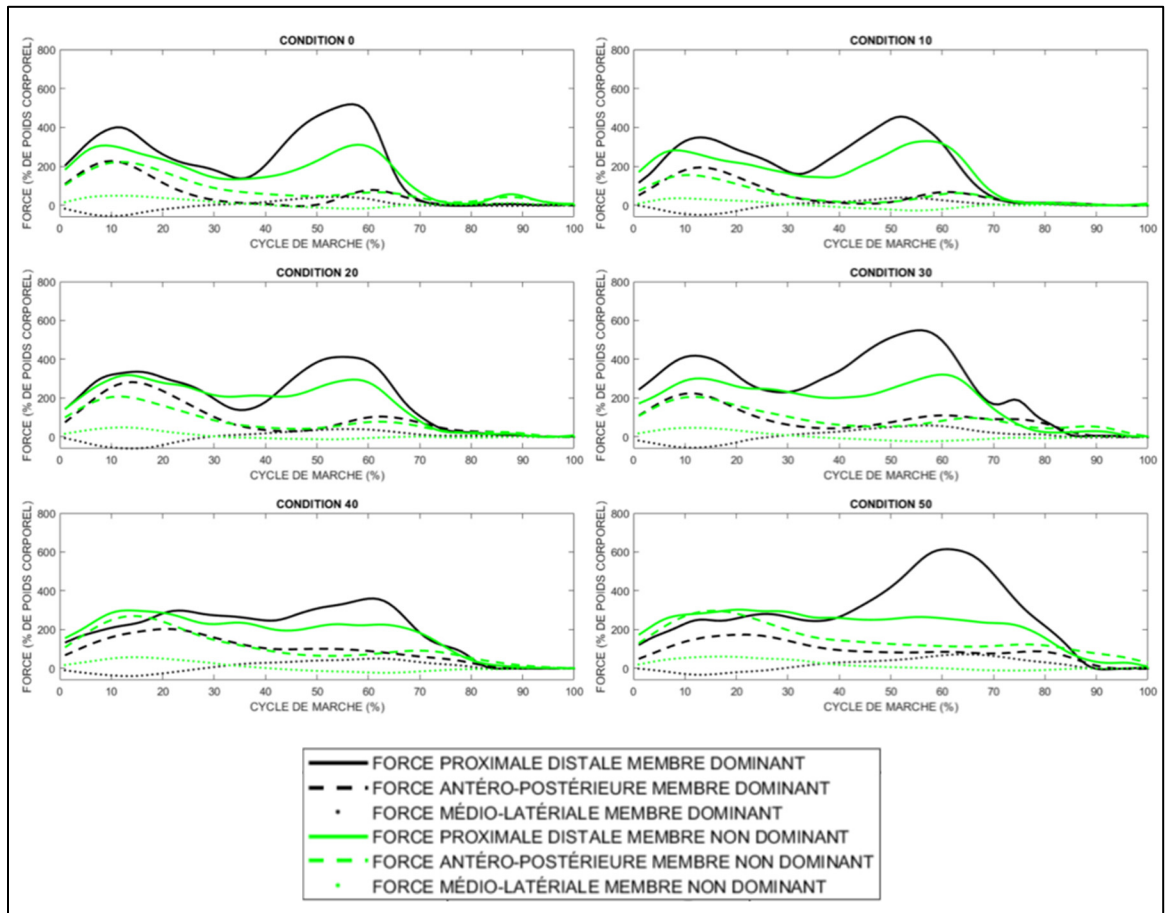 CONDITION 0
FORCE (% DE POIDS CORPOREL)
800
600
400
200
0
0 10 20 30 40 50 60 70 80 90 100
CYCLE DE MARCHE (%)
CONDITION 10
FORCE (% DE POIDS CORPOREL)
800
600
400
200
0
0 10 20 30 40 50 60 70 80 90 100
CYCLE DE MARCHE (%)
CONDITION 20
FORCE (% DE POIDS CORPOREL)
800
600
400
200
0
0 10 20 30 40 50 60 70 80 90 100
CYCLE DE MARCHE (%)
CONDITION 30
FORCE (% DE POIDS CORPOREL)
800
600
400
200
0
0 10 20 30 40 50 60 70 80 90 100
CYCLE DE MARCHE (%)
CONDITION 40
FORCE (% DE POIDS CORPOREL)
800
600
400
200
0
0 10 20 30 40 50 60 70 80 90 100
CYCLE DE MARCHE (%)
CONDITION 50
FORCE (% DE POIDS CORPOREL)
800
600
400
200
0
0 10 20 30 40 50 60 70 80 90 100
CYCLE DE MARCHE (%)
FORCE PROXIMALE DISTALE MEMBRE DOMINANT
FORCE ANTÉRO-POSTÉRIEURE MEMBRE DOMINANT
FORCE MÉDIO-LATÉRIALE MEMBRE DOMINANT
FORCE PROXIMALE DISTALE MEMBRE NON DOMINANT
FORCE ANTÉRO-POSTÉRIEURE MEMBRE NON DOMINANT
FORCE MÉDIO-LATÉRIALE MEMBRE NON DOMINANT